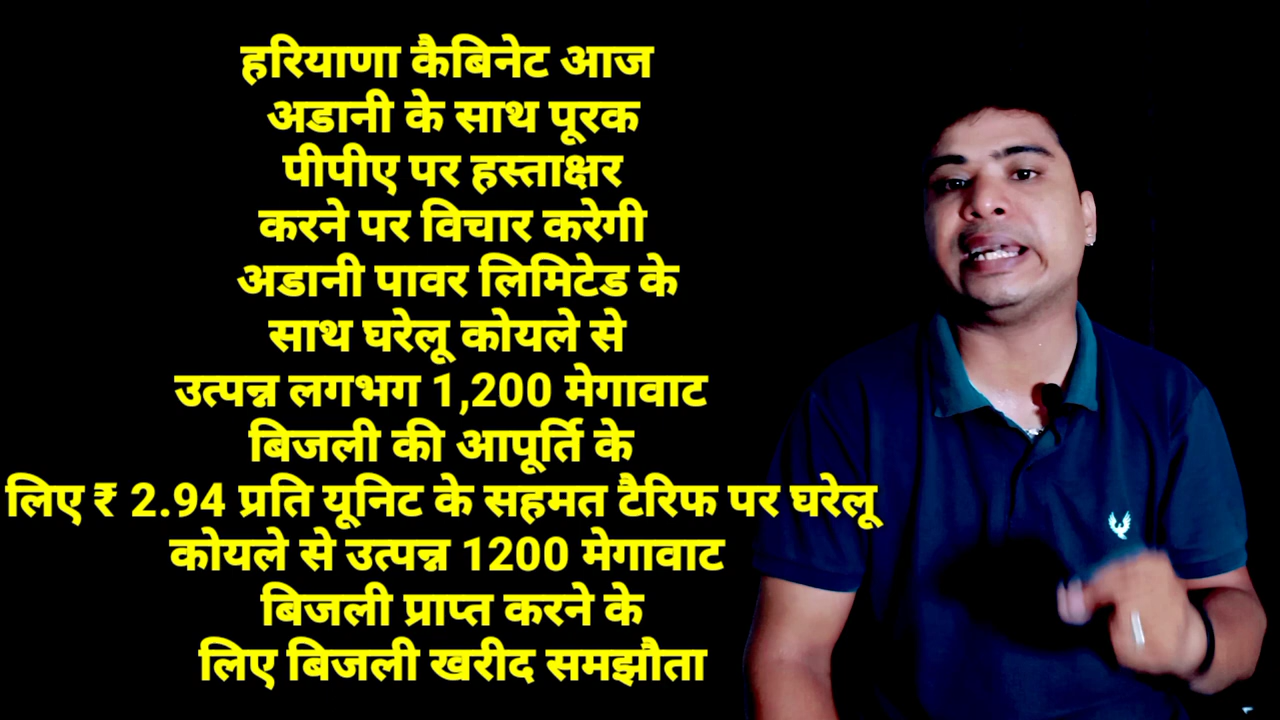 हरियाणा कैबिनेट आज
अडानी के साथ पूरक
पीपीए पर हस्ताक्षर
करने पर विचार करेगी
अडानी पावर लिमिटेड के
साथ घरेलू कोयले से
उत्पन्न लगभग 1,200 मेगावाट
बिजली की आपूर्ति के
लिए ₹ 2.94 प्रति यूनिट के सहमत टैरिफ पर घरेलू
कोयले से उत्पन्न 1200 मेगावाट
बिजली प्राप्त करने के
लिए बिजली खरीद समझौता